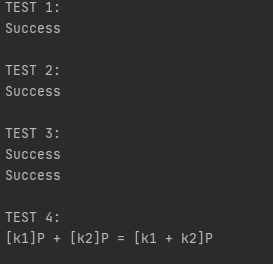 TEST 1:
Success
TEST 2:
Success
TEST 3:
Success
Success
TEST 4:
[k1]P + [k2]P = [k1 + k2]P